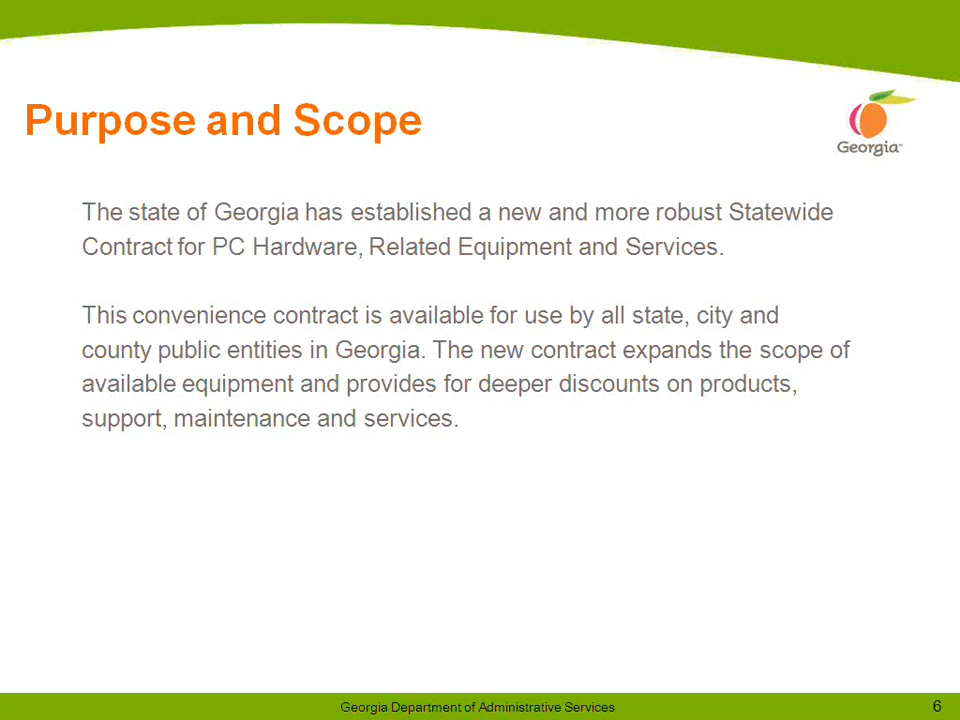 Purpose and Scope
Georgia™
The state of Georgia has established a new and more robust Statewide
Contract for PC Hardware, Related Equipment and Services.
This convenience contract is available for use by all state, city and
county public entities in Georgia. The new contract expands the scope of
available equipment and provides for deeper discounts on products,
support, maintenance and services.
Georgia Department of Administrative Services
6